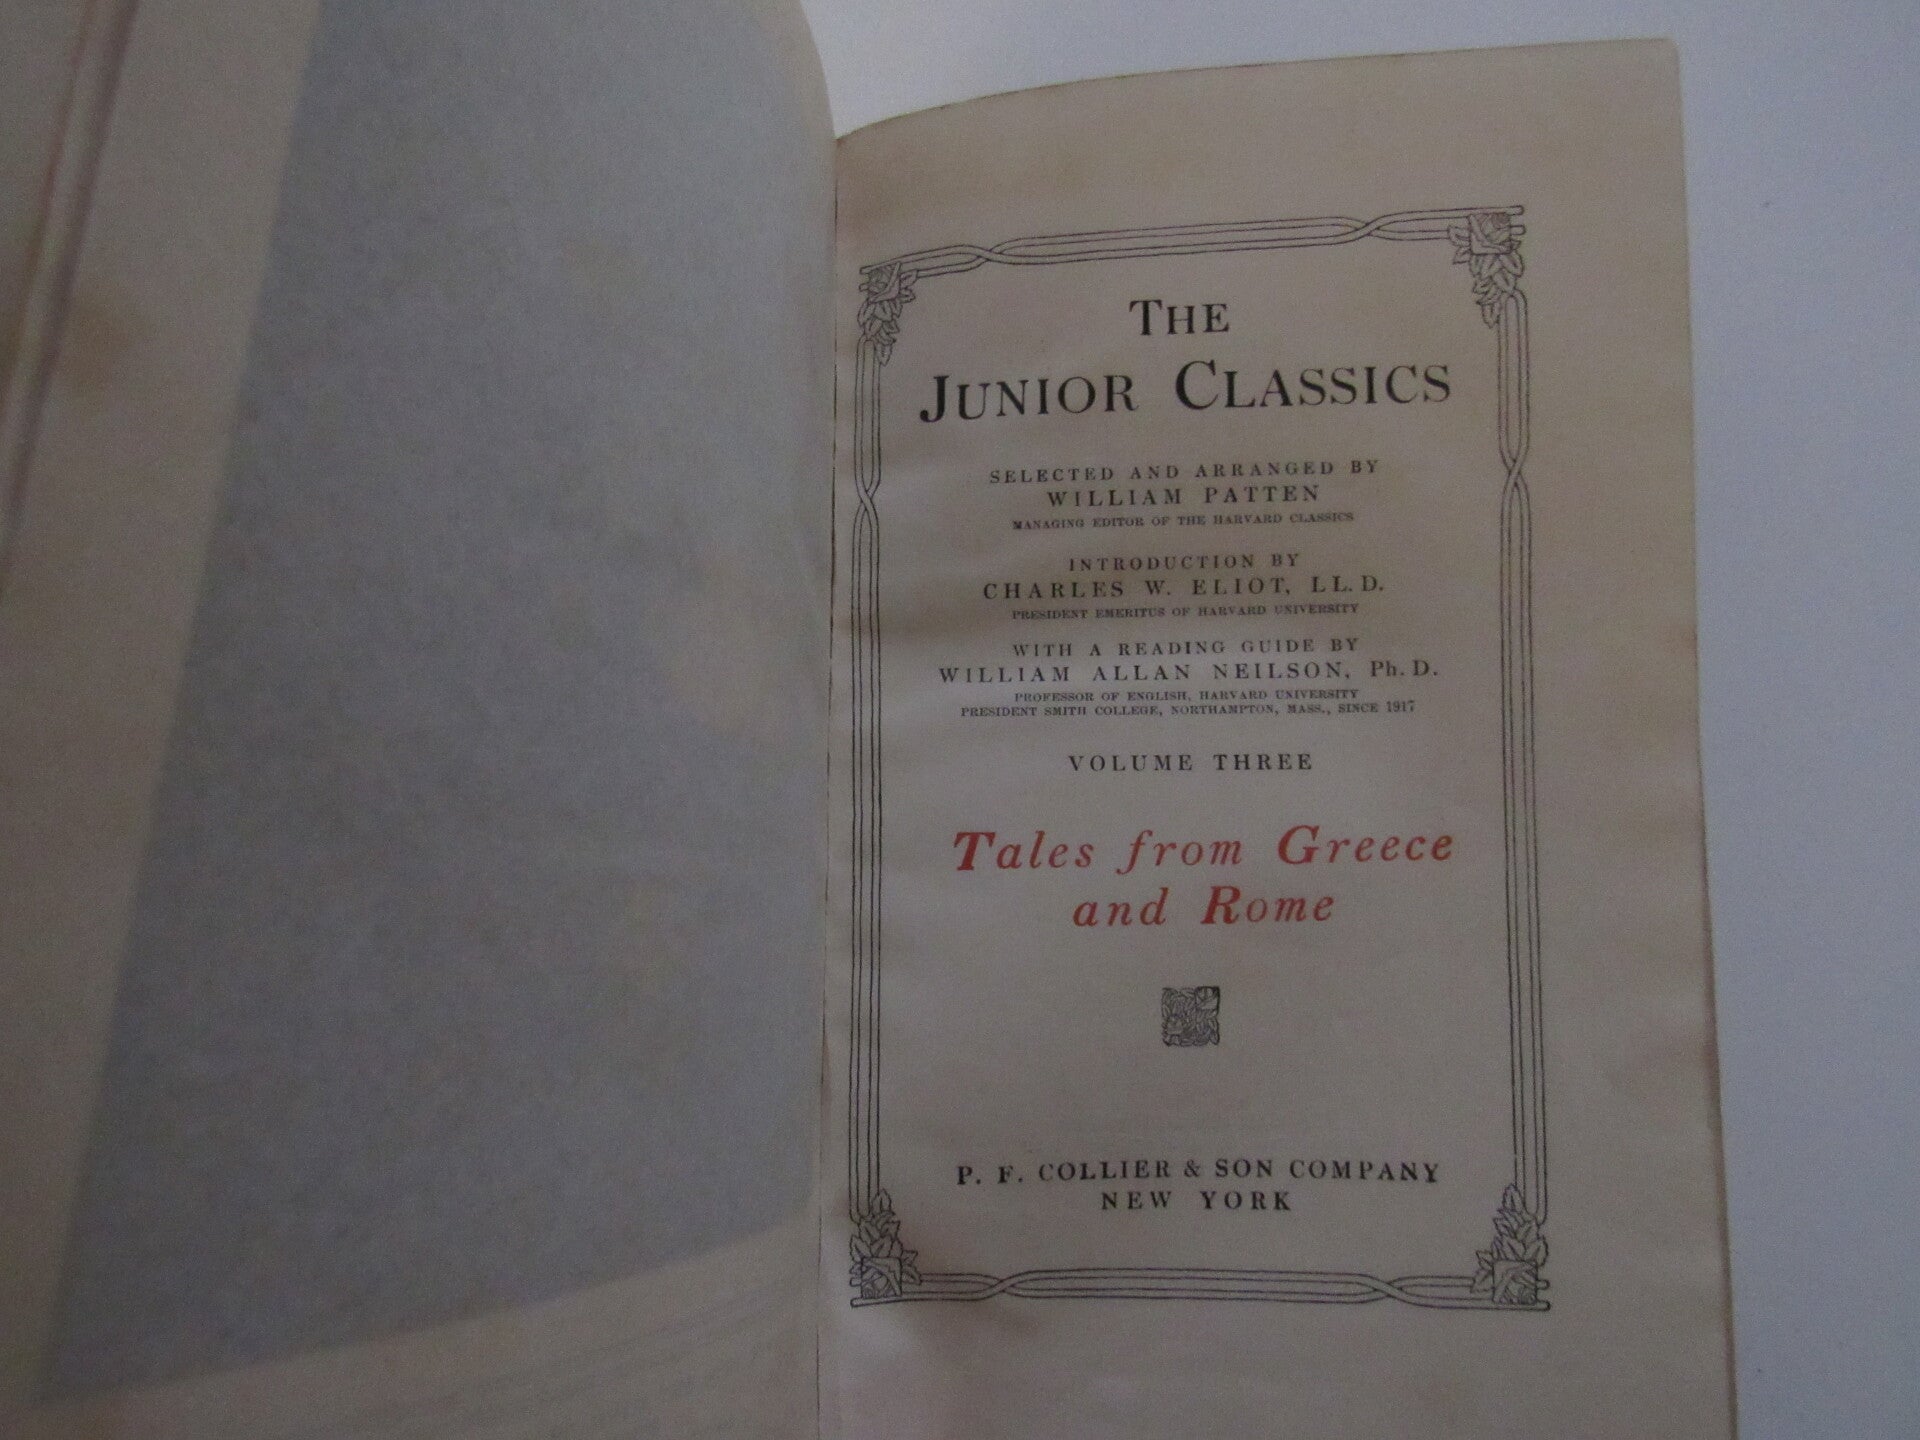 THE
JUNIOR CLASSICS
SELECTED AND ARRANGED BY
WILLIAM PATTEN
MANAGING EDITOR OF THE HARVARD CLASSICS
INTRODUCTION BY
CHARLES W. ELIOT, LL. D.
PRESIDENT EMERITUS OF HARVARD UNIVERSITY
WITH A READING GUIDE BY
WILLIAM ALLAN NEILSON, Ph. D.
PROFESSOR OF ENGLISH, HARVARD UNIVERSITY
PRESIDENT SMITH COLLEGE, NORTHAMPTON, MASS., SINCE 1917
VOLUME THREE
Tales from Greece
and Rome
P. F. COLLIER & SON COMPANY
NEW YORK